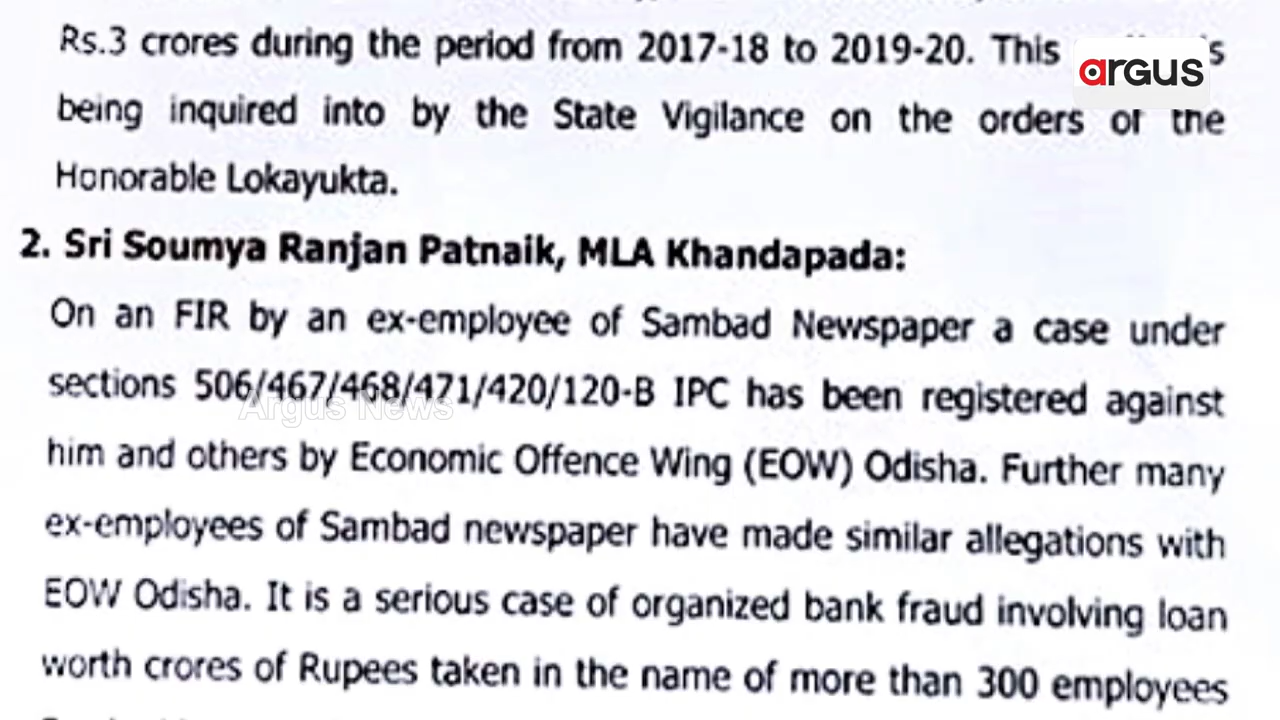 Rs.3 crores during the period from 2017-18 to 2019-20. This
argus
being inquired into by the State Vigilance on the orders of the
Honorable Lokayukta.
2. Sri Soumya Ranjan Patnaik, MLA Khandapada:
On an FIR by an ex-employee of Sambad Newspaper a case under
sections 506/467/468/471/420/120-B IPC has been registered against
Argus News
him and others by Economic Offence Wing (EOW) Odisha. Further many
ex-employees of Sambad newspaper have made similar allegations with
EOW Odisha. It is a serious case of organized bank fraud involving loan
worth crores of Rupees taken in the name of more than 300 employees